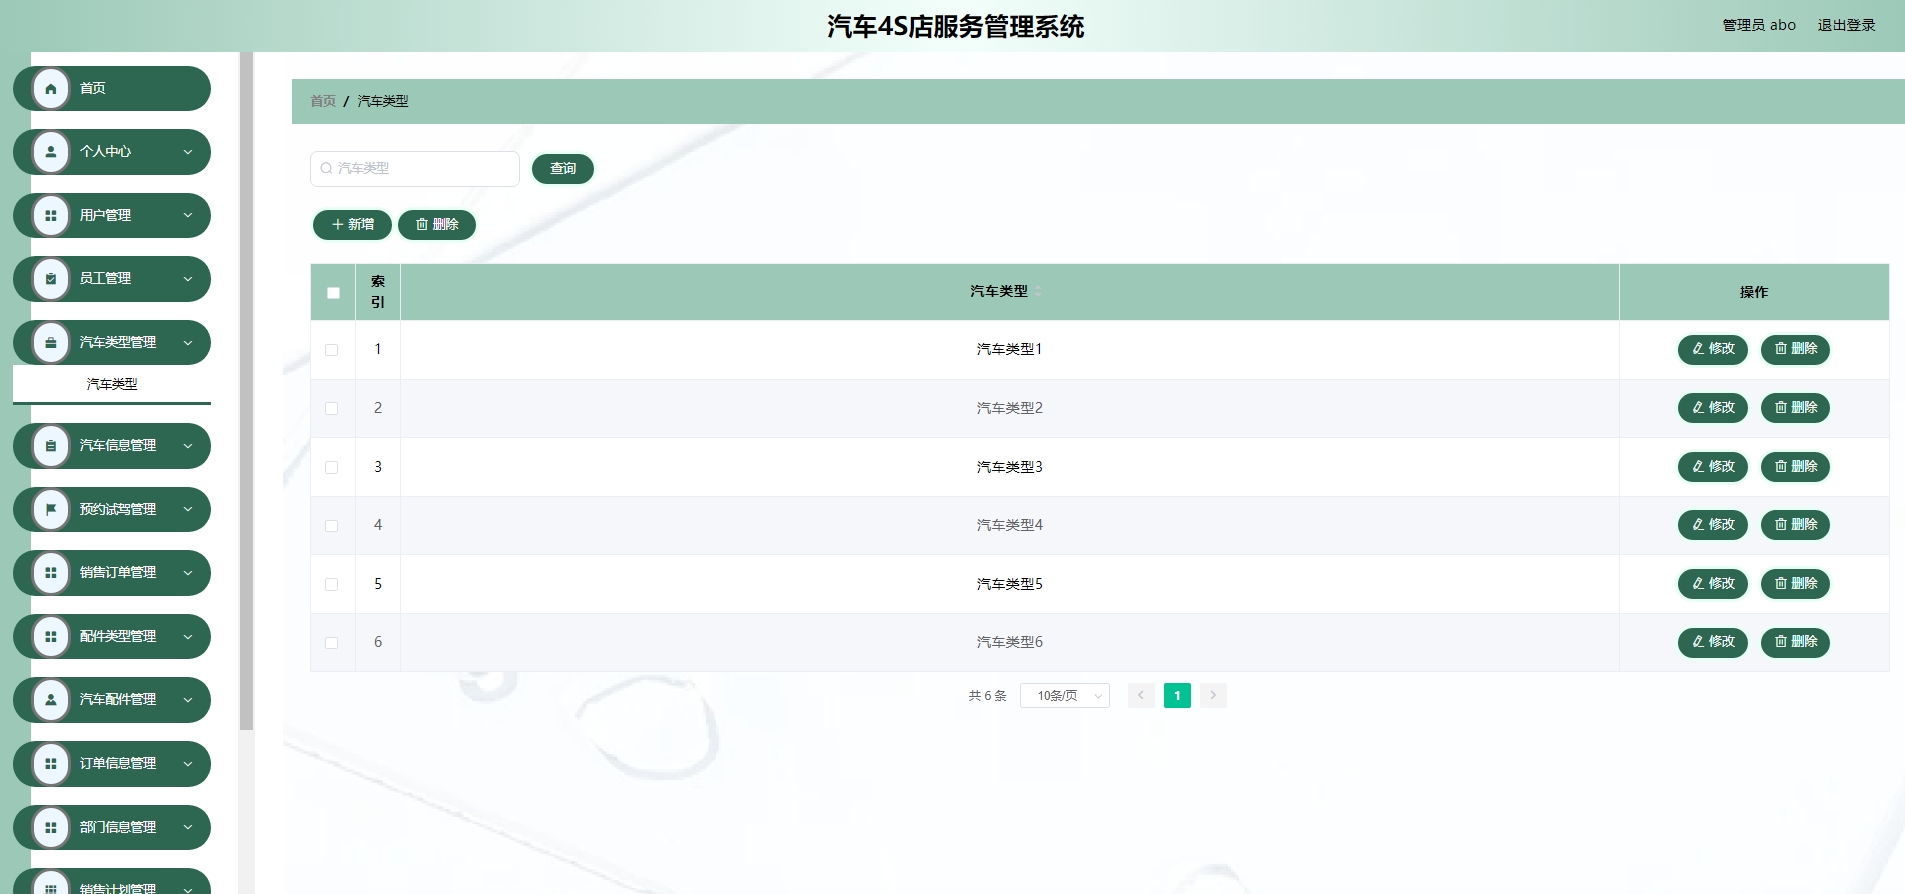 汽车4S店服务管理系统
管理员 abo 退出登录
首页
个人中心
用户管理
员工管理
汽车类型管理
汽车类型
汽车信息管理
预约试驾管理
销售订单管理
配件类型管理
汽车配件管理
订单信息管理
部门信息管理
销售计划管理
首页 / 汽车类型
汽车类型 查询
新增 删除
索引 汽车类型 操作
1 汽车类型1 修改 删除
2 汽车类型2 修改 删除
3 汽车类型3 修改 删除
4 汽车类型4 修改 删除
5 汽车类型5 修改 删除
6 汽车类型6 修改 删除
共 6 条 10条/页 1